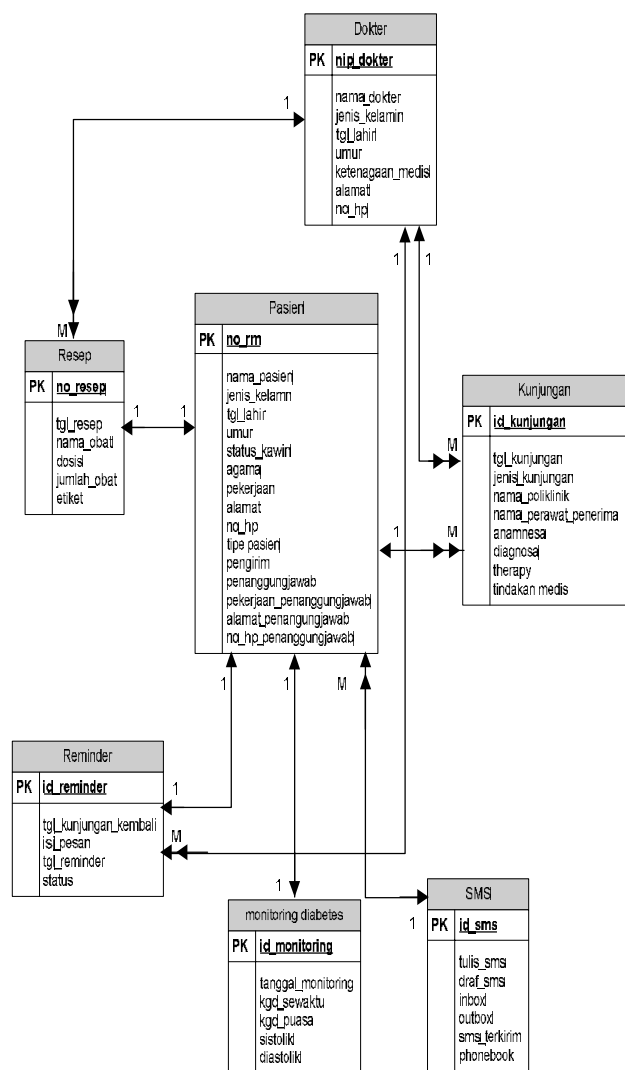 Dokter
PK nip_dokter
nama_dokter
jenis_kelamin
tgl_lahir
umur
ketenagaan_medis
alamat
no_hp
1
1
1
M
Resep
PK no_resep
tgl_resep
nama_obat
dosis
jumlah_obat
etiket
1
1
Pasien
PK no_rm
nama_pasien
jenis_kelamn
tgl_lahir
umur
status_kawin
agama
pekerjaan
alamat
no_hp
tipe pasien
pengirim
penanggungjawab
pekerjaan_penanggungjawab
alamat_penangungjawab
no_hp_penanggungjawab
Kunjungan
PK id_kunjungan
tgl_kunjungan
jenis_kunjungan
nama_poliklinik
nama_perawat_penerima
anamnesa
diagnosa
therapy
tindakan medis
M
1
M
1
1
M
Reminder
PK id_reminder
tgl_kunjungan_kembali
isi_pesan
tgl_reminder
status
1
M
1
monitoring diabetes
PK id_monitoring
tanggal_monitoring
kgd_sewaktu
kgd_puasa
sistolik
diastolik
1
SMS
PK id_sms
tulis_sms
draf_sms
inbox
outbox
sms_terkirim
phonebook